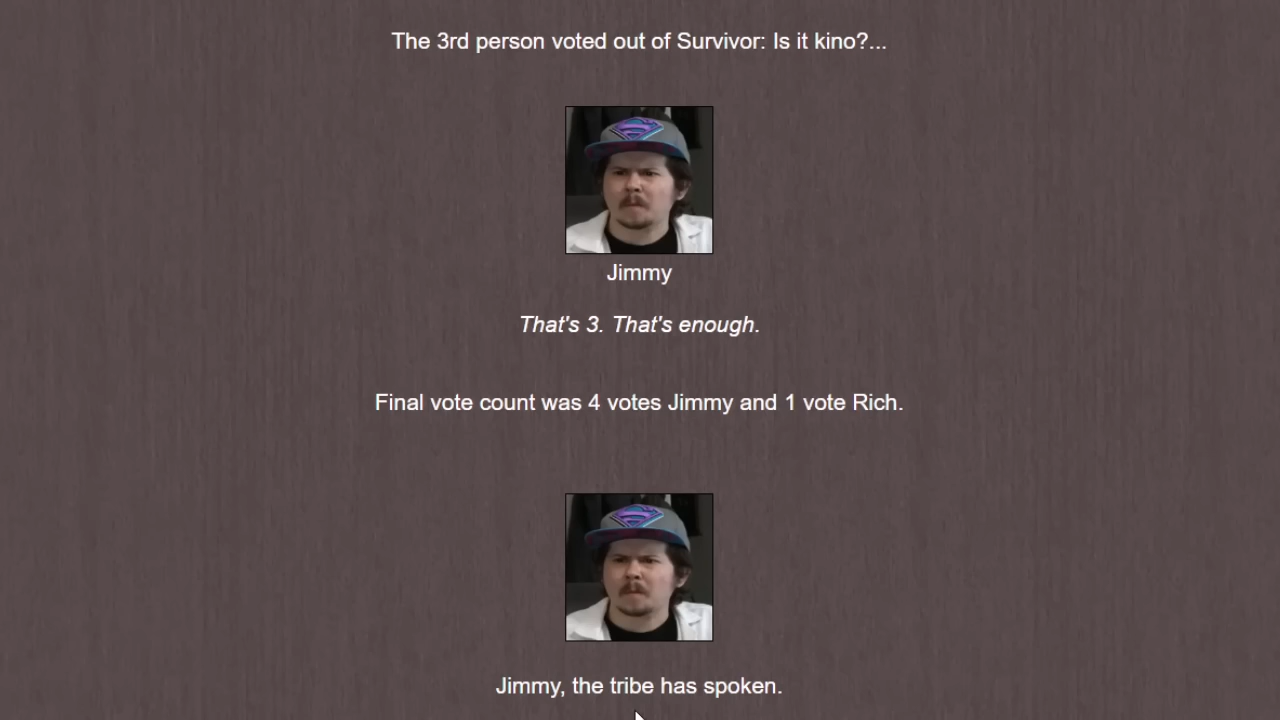 The 3rd person voted out of Survivor: Is it kino?...
Jimmy
That's 3. That's enough.
Final vote count was 4 votes Jimmy and 1 vote Rich.
Jimmy, the tribe has spoken.